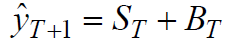 ŷ_{T+1} = S_T + B_T